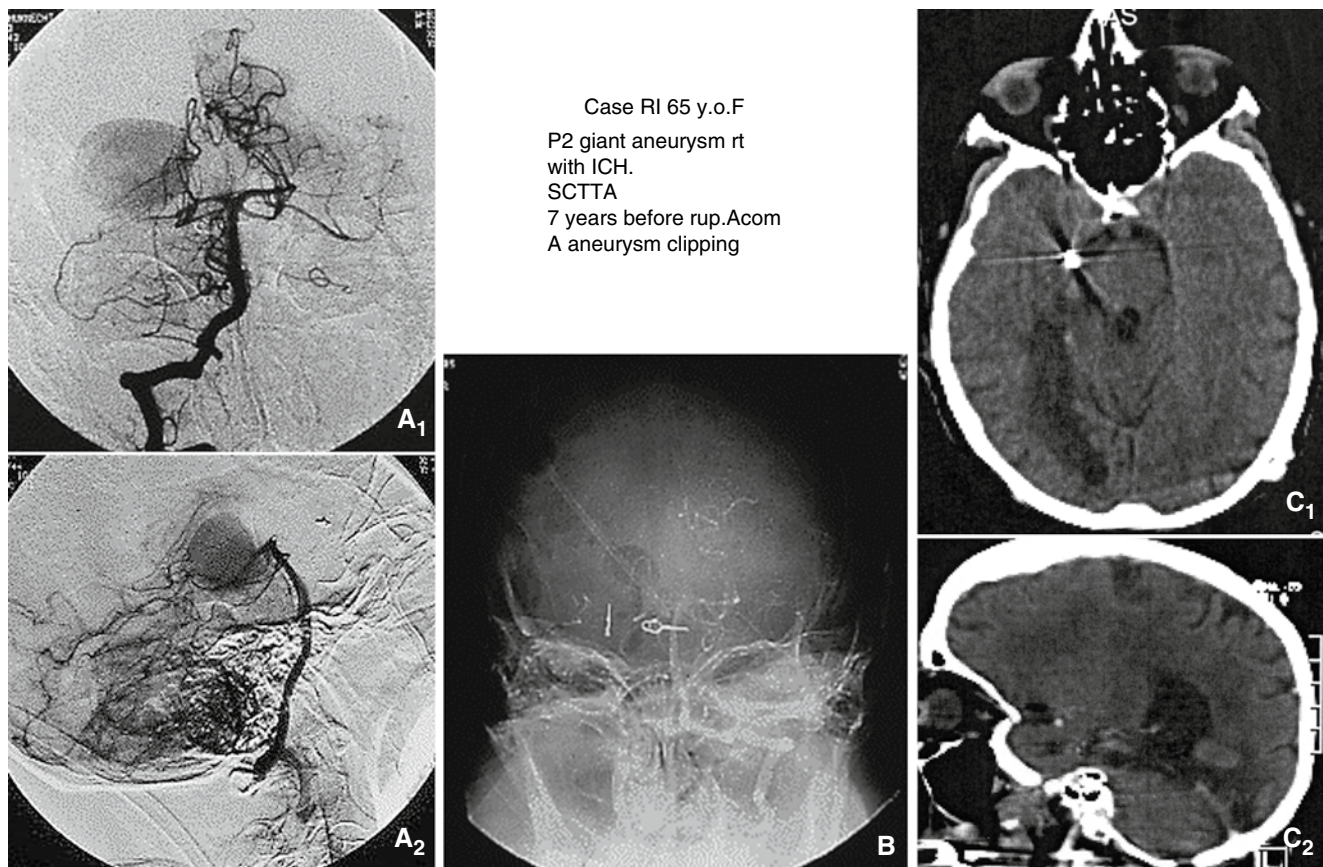 Case RI 65 y.o.F
P2 giant aneurysm rt
with ICH.
SCTTA
7 years before rup.Acom
A aneurysm clipping
A1
A2
B
AS
C1
C2